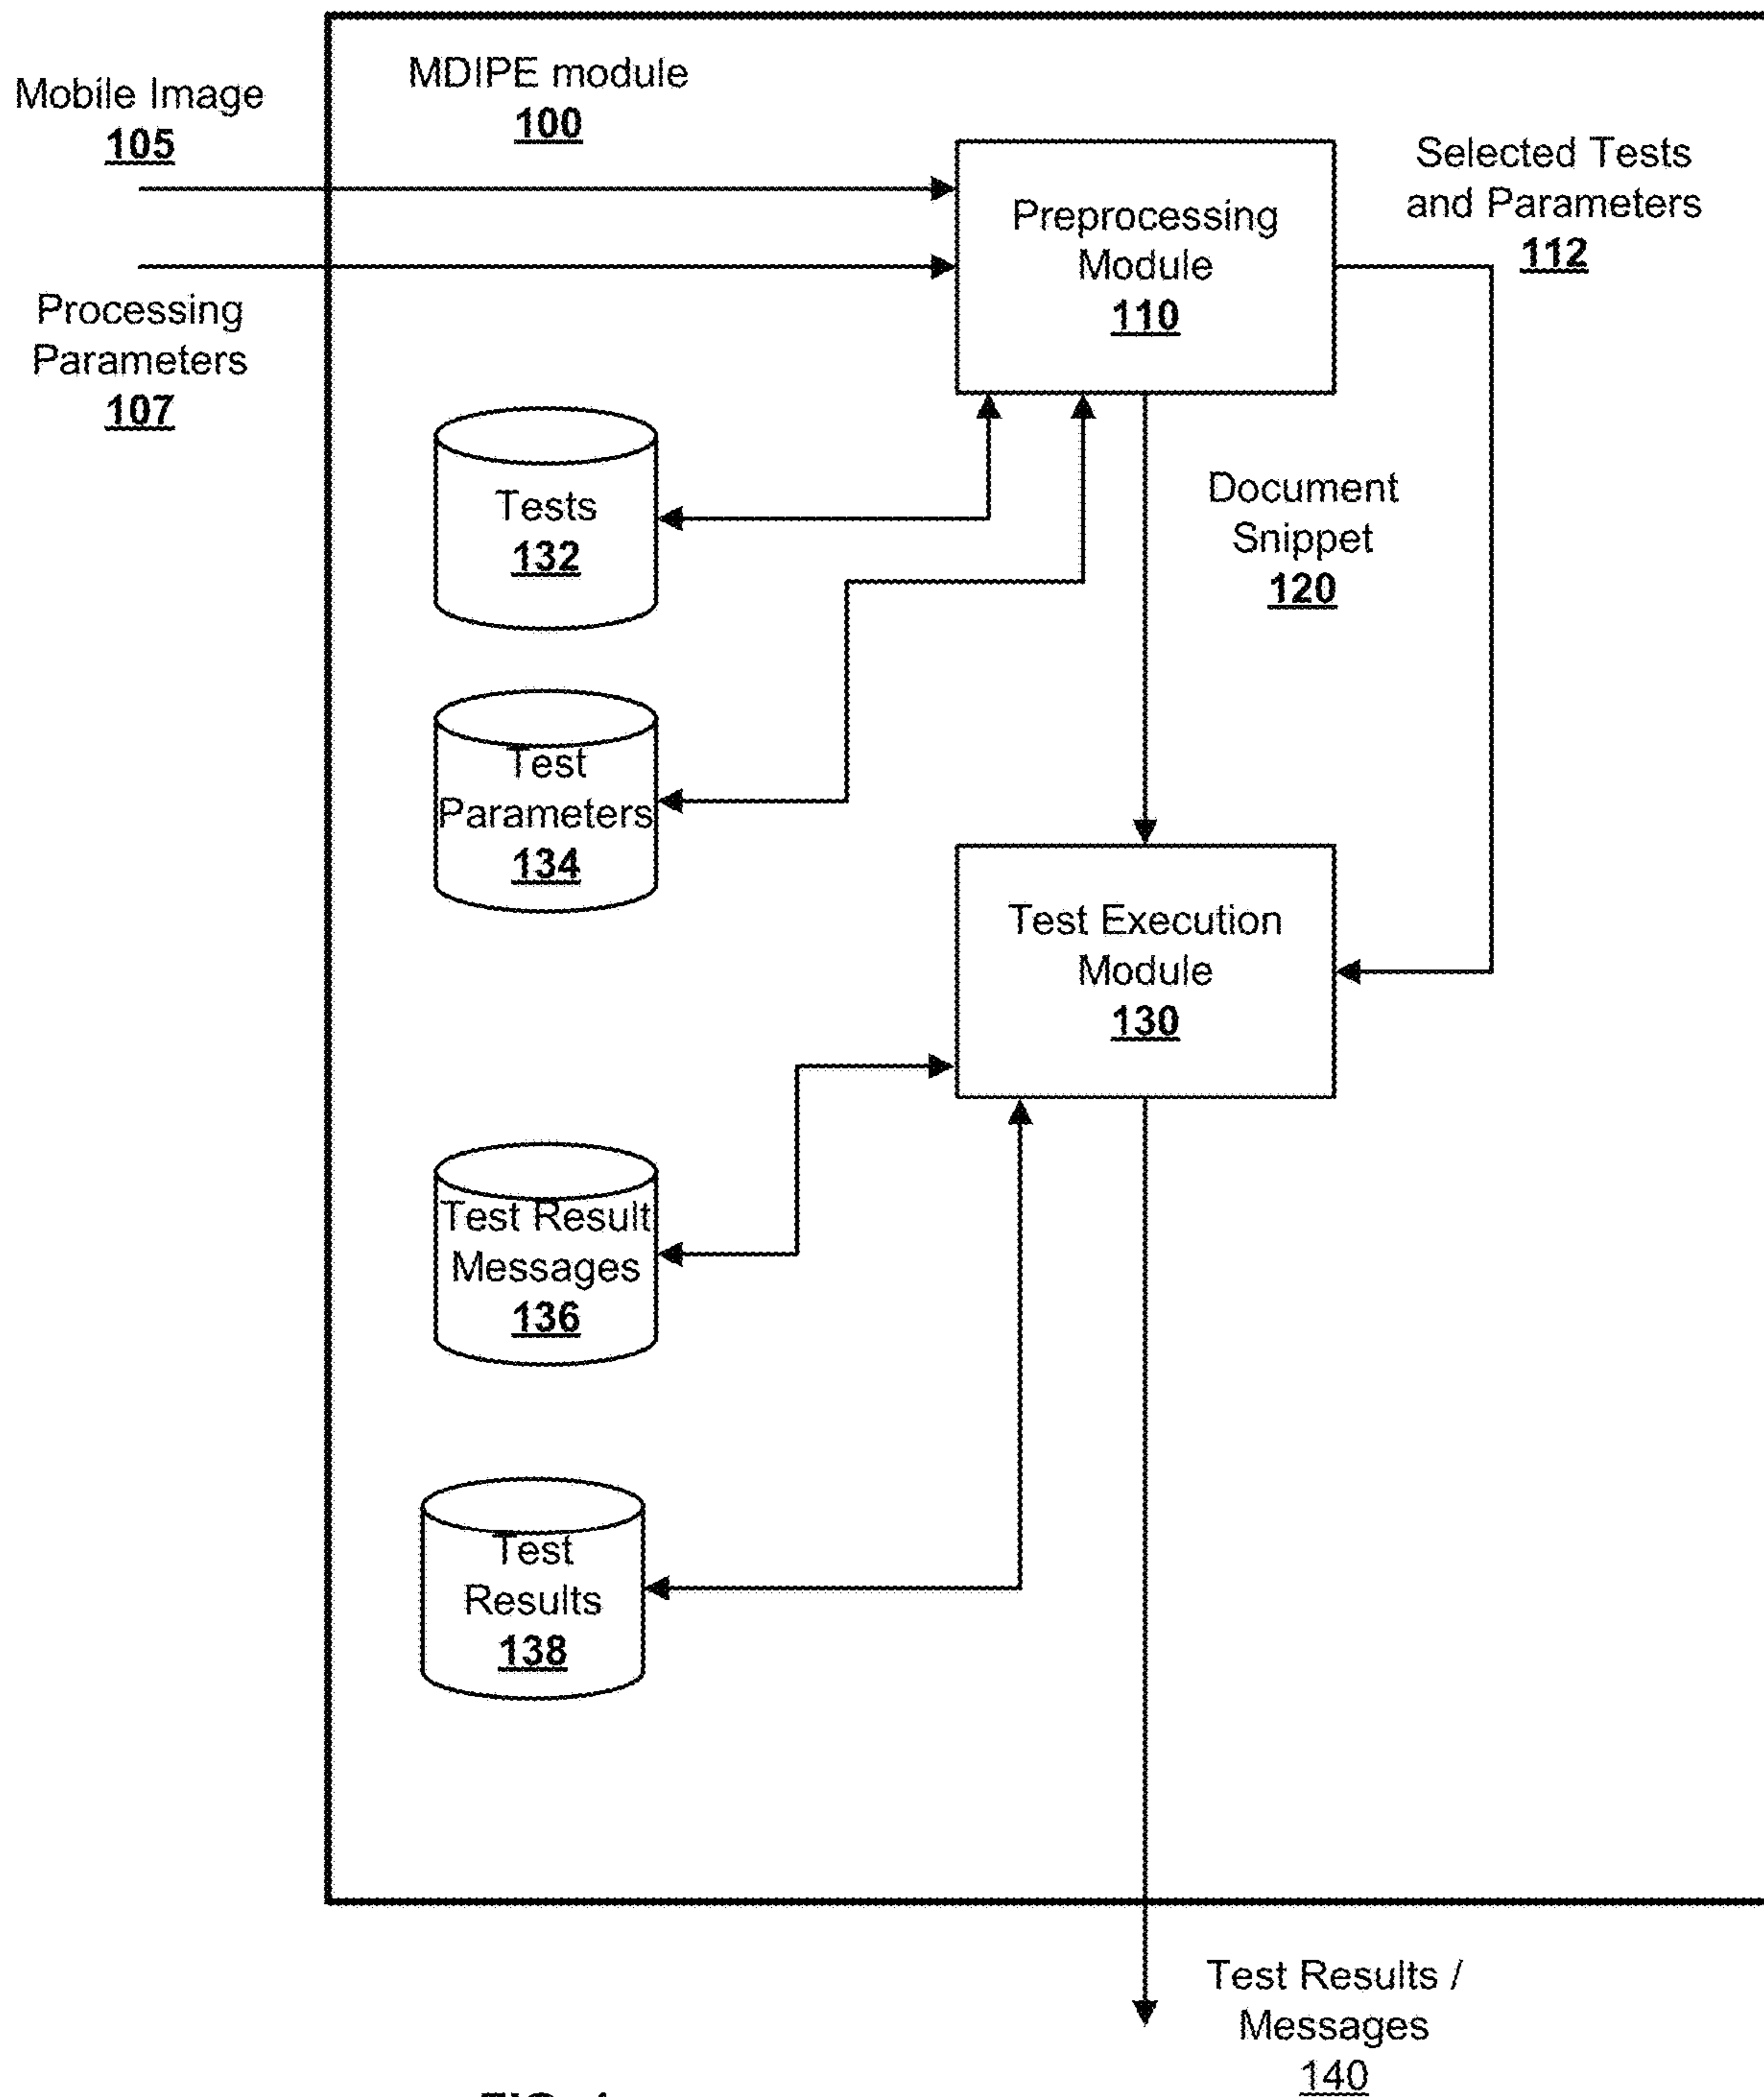 Mobile Image
105
MDIPE module
100
Selected Tests
and Parameters
112
Preprocessing
Module
110
Processing
Parameters
107
Tests
132
Document
Snippet
120
Test
Parameters
134
Test Execution
Module
130
Test Result
Messages
136
Test
Results
138
Test Results /
Messages
140